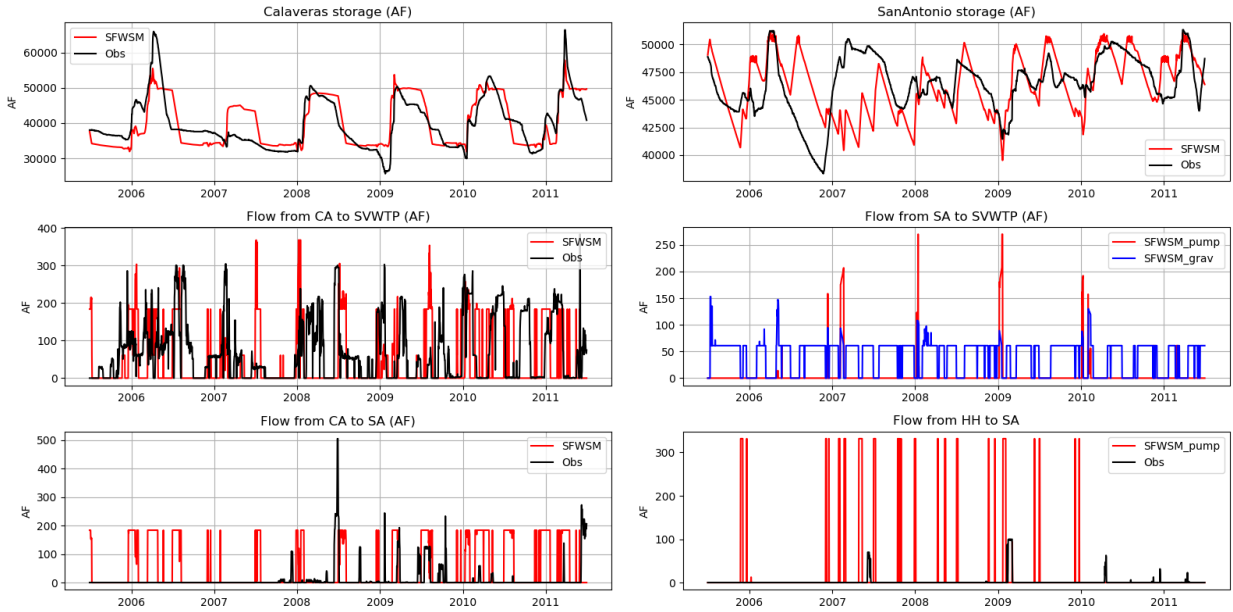 Calaveras storage (AF)
AF
60000
50000
40000
30000
SFWSM
Obs
2006 2007 2008 2009 2010 2011
SanAntonio storage (AF)
AF
50000
47500
45000
42500
40000
SFWSM
Obs
2006 2007 2008 2009 2010 2011
Flow from CA to SVWTP (AF)
AF
400
300
200
100
0
SFWSM
Obs
2006 2007 2008 2009 2010 2011
Flow from SA to SVWTP (AF)
AF
250
200
150
100
50
0
SFWSM_pump
SFWSM_grav
2006 2007 2008 2009 2010 2011
Flow from CA to SA (AF)
AF
500
400
300
200
100
0
SFWSM
Obs
2006 2007 2008 2009 2010 2011
Flow from HH to SA
AF
300
200
100
0
SFWSM_pump
Obs
2006 2007 2008 2009 2010 2011